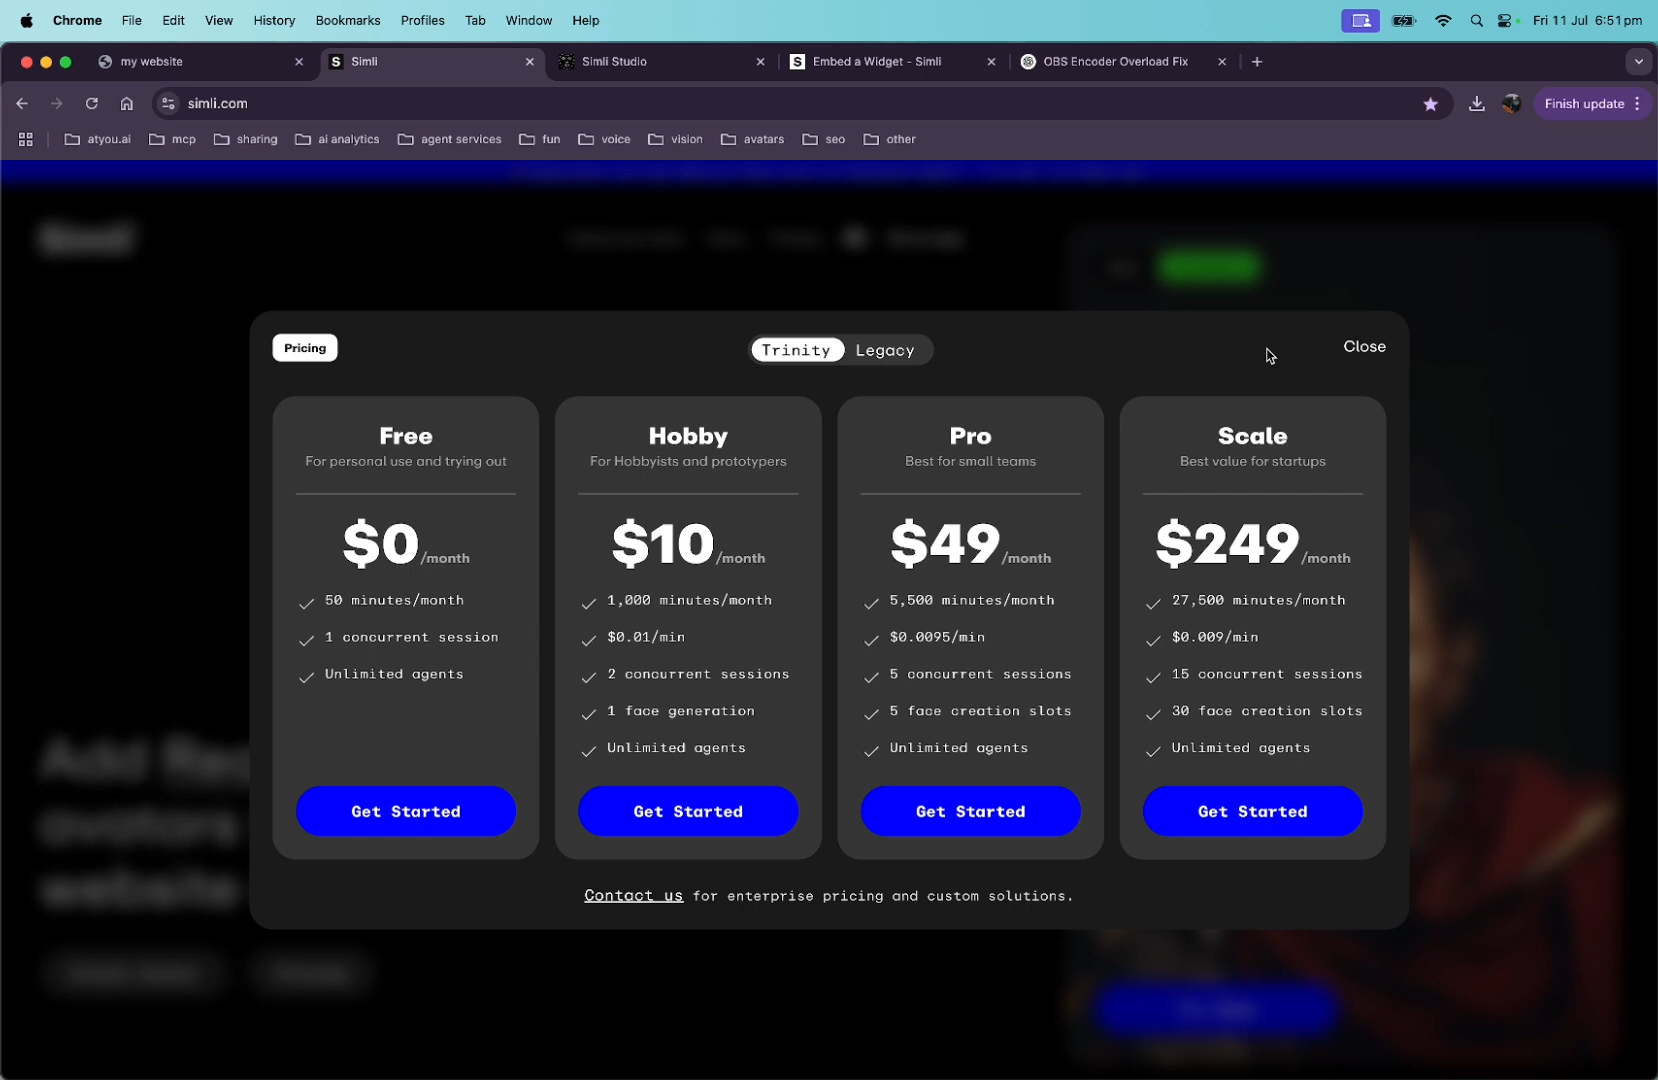 Chrome File Edit View History Bookmarks Profiles Tab Window Help Fri 11 Jul 6:51 pm
my website Simli Simli Studio Embed a Widget - Simli OBS Encoder Overload Fix
simli.com Finish update
atyou.ai mcp sharing ai analytics agent services fun voice vision avatars seo other
Simli
Pricing Trinity Legacy Close
Free
For personal use and trying out
$0/month
50 minutes/month
1 concurrent session
Unlimited agents
Get Started
Hobby
For Hobbyists and prototypers
$10/month
1,000 minutes/month
$0.01/min
2 concurrent sessions
1 face generation
Unlimited agents
Get Started
Pro
Best for small teams
$49/month
5,500 minutes/month
$0.0095/min
5 concurrent sessions
5 face creation slots
Unlimited agents
Get Started
Scale
Best value for startups
$249/month
27,500 minutes/month
$0.009/min
15 concurrent sessions
30 face creation slots
Unlimited agents
Get Started
Contact us for enterprise pricing and custom solutions.
Add
avatars
website